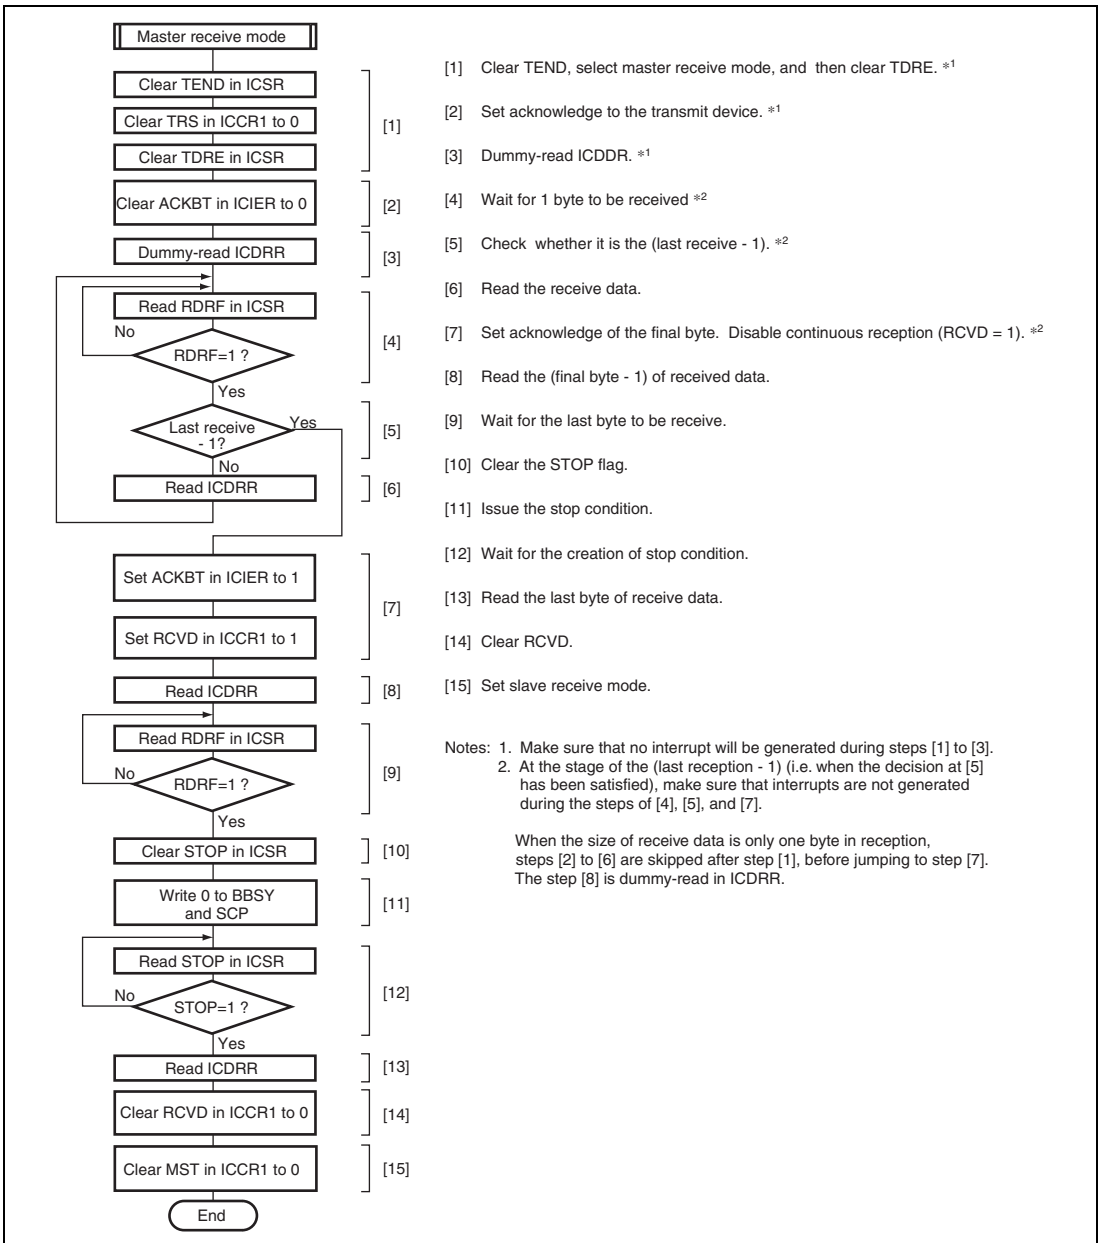 Master receive mode
Clear TEND in ICSR
Clear TRS in ICCR1 to 0
Clear TDRE in ICSR
[1]
Clear ACKBT in ICIER to 0
[2]
Dummy-read ICDRR
[3]
Read RDRF in ICSR
No
RDRF=1 ?
[4]
Yes
Last receive
- 1?
Yes
[5]
No
Read ICDRR
[6]
Set ACKBT in ICIER to 1
[7]
Set RCVD in ICCR1 to 1
Read ICDRR
[8]
Read RDRF in ICSR
No
RDRF=1 ?
[9]
Yes
Clear STOP in ICSR
[10]
Write 0 to BBSY
and SCP
[11]
Read STOP in ICSR
No
STOP=1 ?
[12]
Yes
Read ICDRR
[13]
Clear RCVD in ICCR1 to 0
[14]
Clear MST in ICCR1 to 0
[15]
End
[1] Clear TEND, select master receive mode, and then clear TDRE. *1
[2] Set acknowledge to the transmit device. *1
[3] Dummy-read ICDDR. *1
[4] Wait for 1 byte to be received *2
[5] Check whether it is the (last receive - 1). *2
[6] Read the receive data.
[7] Set acknowledge of the final byte. Disable continuous reception (RCVD = 1). *2
[8] Read the (final byte - 1) of received data.
[9] Wait for the last byte to be receive.
[10] Clear the STOP flag.
[11] Issue the stop condition.
[12] Wait for the creation of stop condition.
[13] Read the last byte of receive data.
[14] Clear RCVD.
[15] Set slave receive mode.
Notes: 1. Make sure that no interrupt will be generated during steps [1] to [3].
2. At the stage of the (last reception - 1) (i.e. when the decision at [5]
has been satisfied), make sure that interrupts are not generated
during the steps of [4], [5], and [7].
When the size of receive data is only one byte in reception,
steps [2] to [6] are skipped after step [1], before jumping to step [7].
The step [8] is dummy-read in ICDRR.